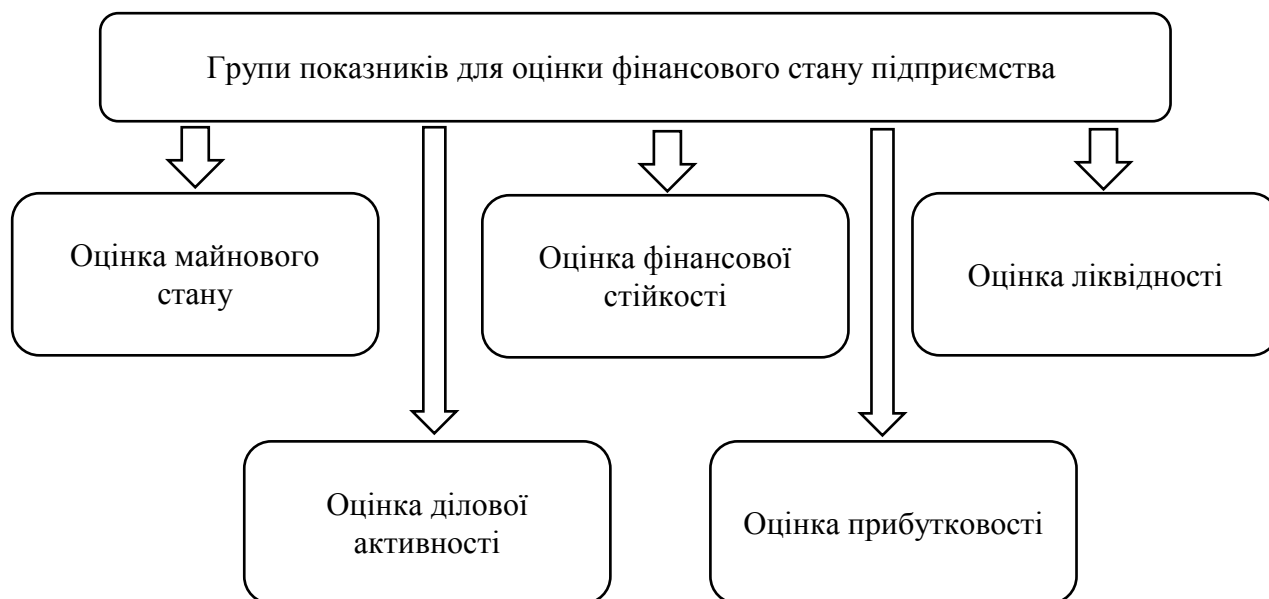 Групи показників для оцінки фінансового стану підприємства
Оцінка майнового
стану
Оцінка фінансової
стійкості
Оцінка ліквідності
Оцінка ділової
активності
Оцінка прибутковості